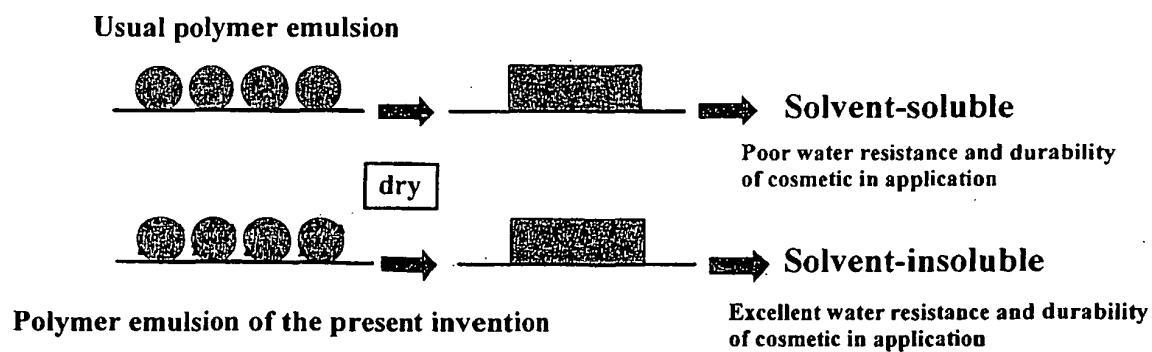 Usual polymer emulsion
Solvent-soluble
Poor water resistance and durability
of cosmetic in application
dry
Solvent-insoluble
Polymer emulsion of the present invention
Excellent water resistance and durability
of cosmetic in application